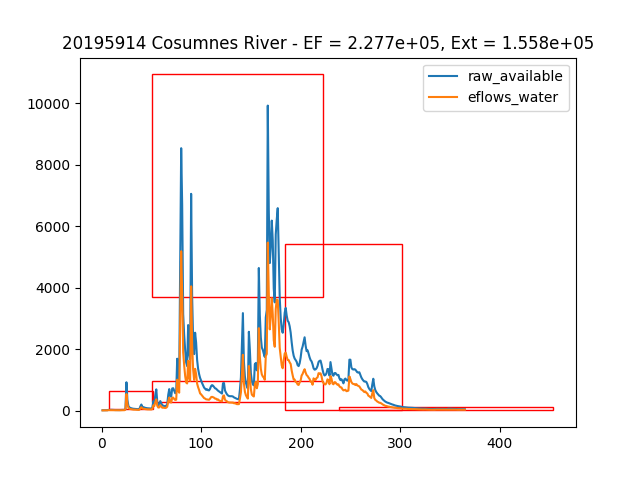 20195914 Cosumnes River - EF = 2.277e+05, Ext = 1.558e+05
raw_available
eflows_water
10000
8000
6000
4000
2000
0
0 100 200 300 400